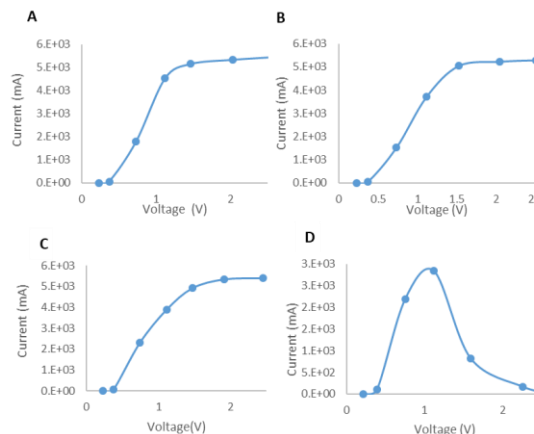 A
6.E+03
5.E+03
4.E+03
3.E+03
2.E+03
1.E+03
0.E+00
Current (mA)
0 1 2
Voltage (V)
B
6.E+03
5.E+03
4.E+03
3.E+03
2.E+03
1.E+03
0.E+00
Current (mA)
0 0.5 1 1.5 2 2.
Voltage (V)
C
6.E+03
5.E+03
4.E+03
3.E+03
2.E+03
1.E+03
0.E+00
Current (mA)
0 1 2
Voltage(V)
D
3.E+03
3.E+03
2.E+03
2.E+03
1.E+03
5.E+02
0.E+00
Current (mA)
0 1 2
Voltage (V)